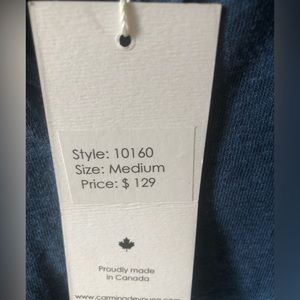 Style: 10160
Size: Medium
Price: $ 129
Proudly made
in Canada